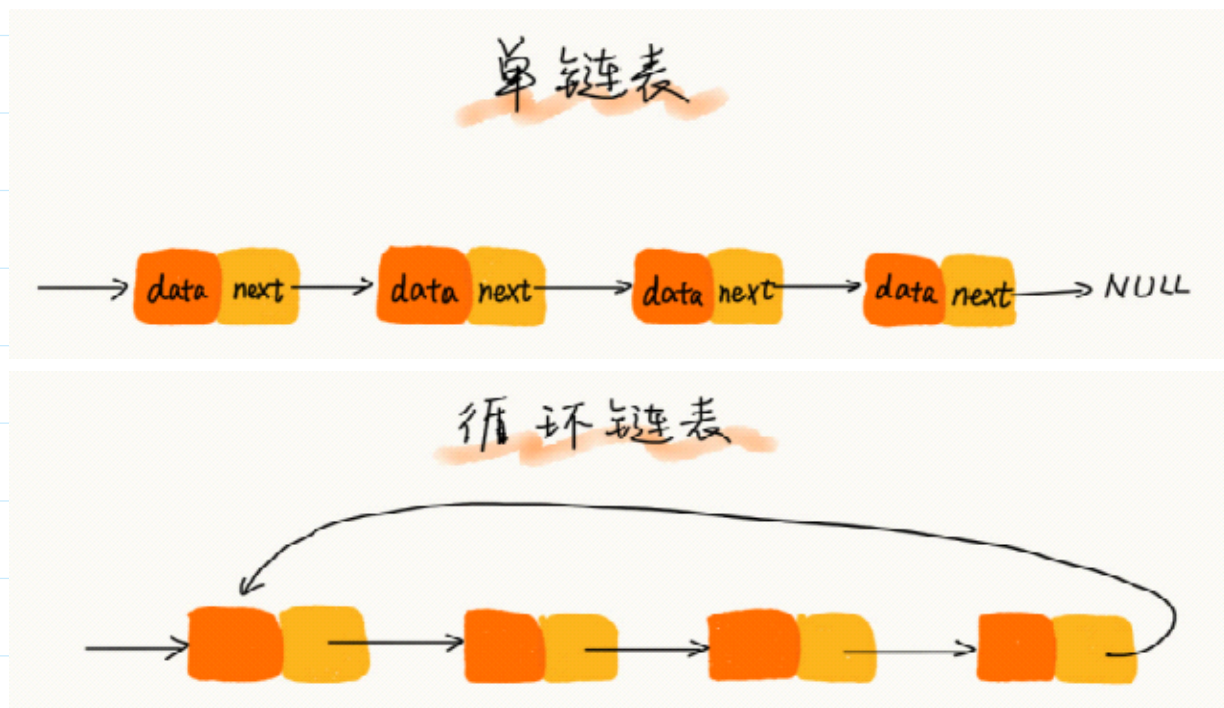 单链表
data next data next data next data next NULL
循环链表